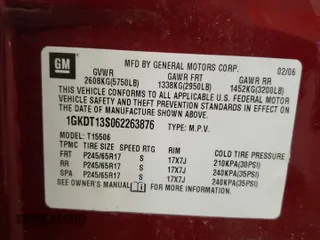 GM
MFD BY GENERAL MOTORS CORP. 02/06
GVWR GAWR FRT GAWR RR
2608KG(5750LB) 1338KG(2950LB) 1452KG(3200LB)
THIS VEHICLE CONFORMS TO ALL APPLICABLE U.S. FEDERAL MOTOR
VEHICLE SAFETY AND THEFT PREVENTION STANDARDS IN EFFECT ON
THE DATE OF MANUFACTURE SHOWN ABOVE.
1GKDT13S062263876 TYPE: M.P.V.
MODEL: T15506
TPMC TIRE SIZE SPEED RTG RIM COLD TIRE PRESSURE
FRT P245/65R17 S 17X7J 210KPA(30PSI)
RR P245/65R17 S 17X7J 240KPA(35PSI)
SPA P245/65R17 S 17X7J 240KPA(35PSI)
SEE OWNER'S MANUAL FOR ADDITIONAL INFORMATION.